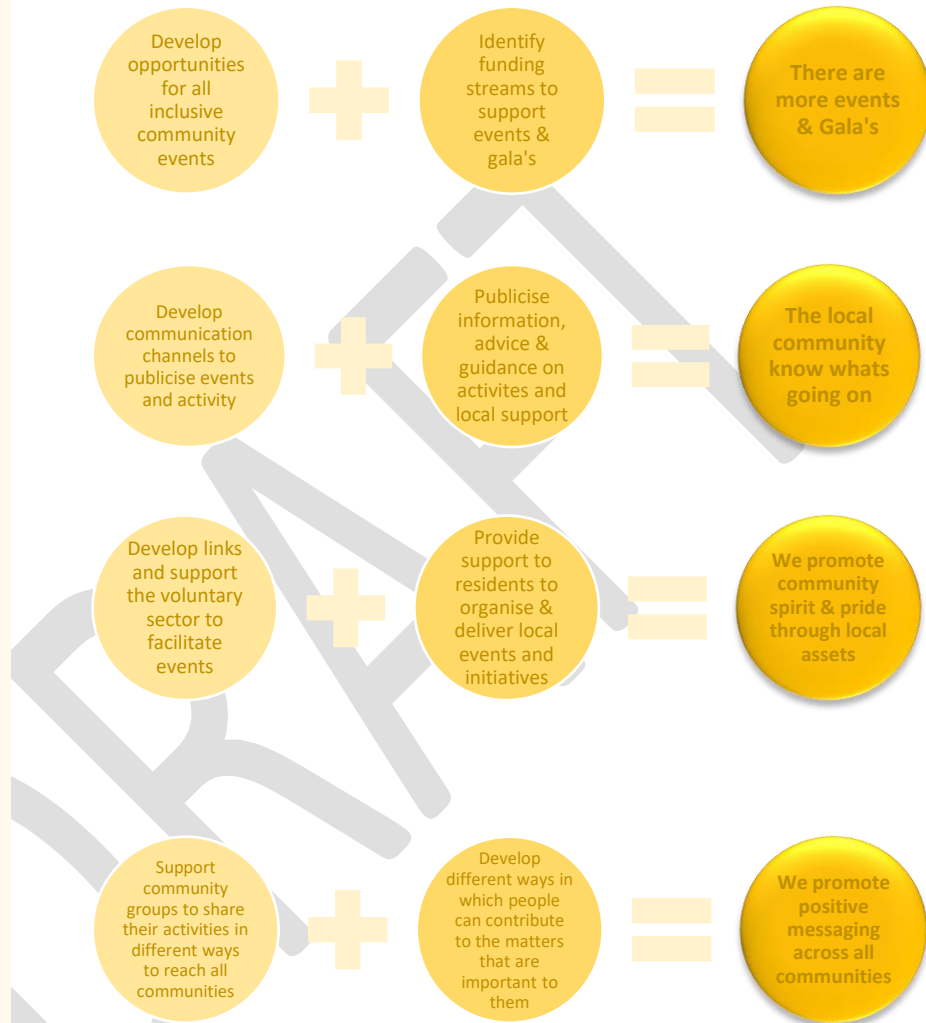 Develop
opportunities
for all
inclusive
community
events
Identify
funding
streams to
support
events &
gala's
There are
more events
& Gala's
Develop
communication
channels to
publicise events
and activity
Publicise
information,
advice &
guidance on
activites and
local support
The local
community
know whats
going on
Develop links
and support
the voluntary
sector to
facilitate
events
Provide
support to
residents to
organise &
deliver local
events and
initiatives
We promote
community
spirit & pride
through local
assets
Support
community
groups to share
their activities in
different ways
to reach all
communities
Develop
different ways in
which people
can contribute
to the matters
that are
important to
them
We promote
positive
messaging
across all
communities
DRAFT